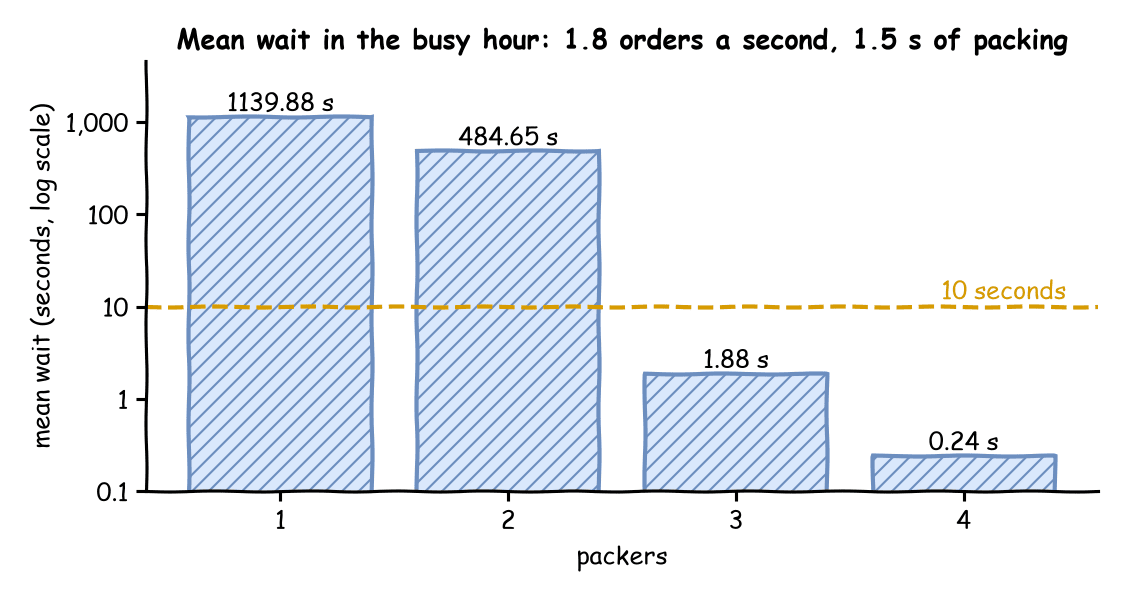 Mean wait in the busy hour: 1.8 orders a second, 1.5 s of packing
mean wait (seconds, log scale)
1,000
100
10
1
0.1
1139.88 s
484.65 s
1.88 s
0.24 s
10 seconds
1
2
3
4
packers